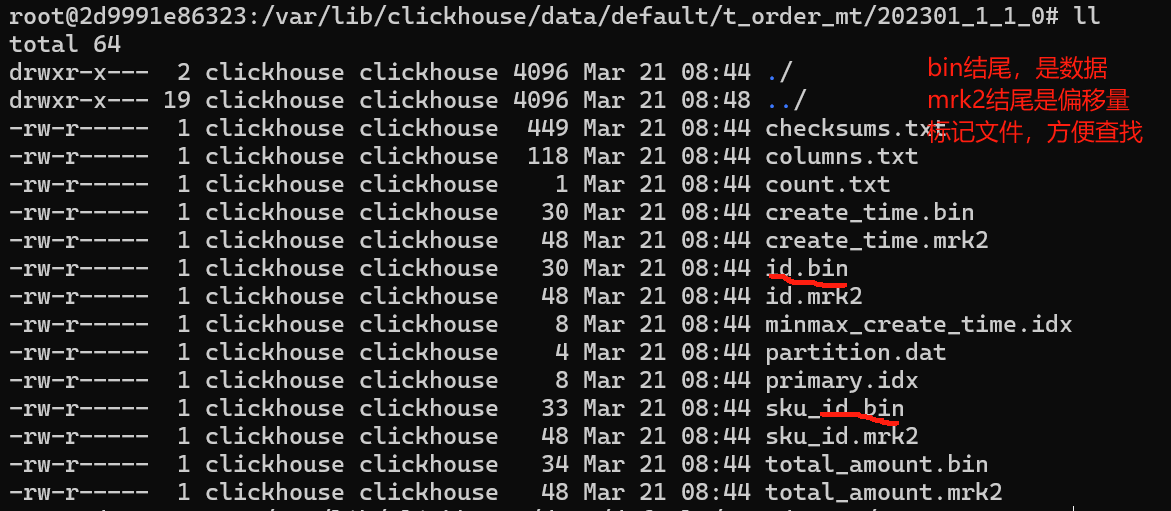 root@2d9991e86323:/var/lib/clickhouse/data/default/t_order_mt/202301_1_1_0# ll
total 64
drwxr-x--- 2 clickhouse clickhouse 4096 Mar 21 08:44 ./
drwxr-x--- 19 clickhouse clickhouse 4096 Mar 21 08:48 ../
-rw-r----- 1 clickhouse clickhouse 449 Mar 21 08:44 checksums.txt
-rw-r----- 1 clickhouse clickhouse 118 Mar 21 08:44 columns.txt
-rw-r----- 1 clickhouse clickhouse 1 Mar 21 08:44 count.txt
-rw-r----- 1 clickhouse clickhouse 30 Mar 21 08:44 create_time.bin
-rw-r----- 1 clickhouse clickhouse 48 Mar 21 08:44 create_time.mrk2
-rw-r----- 1 clickhouse clickhouse 30 Mar 21 08:44 id.bin
-rw-r----- 1 clickhouse clickhouse 48 Mar 21 08:44 id.mrk2
-rw-r----- 1 clickhouse clickhouse 8 Mar 21 08:44 minmax_create_time.idx
-rw-r----- 1 clickhouse clickhouse 4 Mar 21 08:44 partition.dat
-rw-r----- 1 clickhouse clickhouse 8 Mar 21 08:44 primary.idx
-rw-r----- 1 clickhouse clickhouse 33 Mar 21 08:44 sku_id.bin
-rw-r----- 1 clickhouse clickhouse 48 Mar 21 08:44 sku_id.mrk2
-rw-r----- 1 clickhouse clickhouse 34 Mar 21 08:44 total_amount.bin
-rw-r----- 1 clickhouse clickhouse 48 Mar 21 08:44 total_amount.mrk2
bin结尾，是数据
mrk2结尾是偏移量
标记文件，方便查找